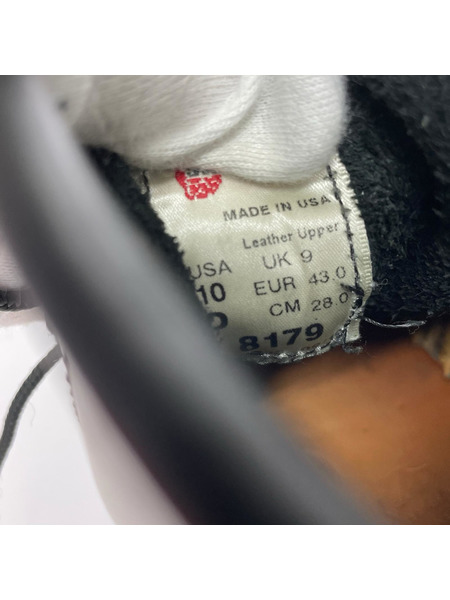 MADE IN USA
Leather Upper
USA UK 9
10 EUR 43.0
D CM 28.0
8179